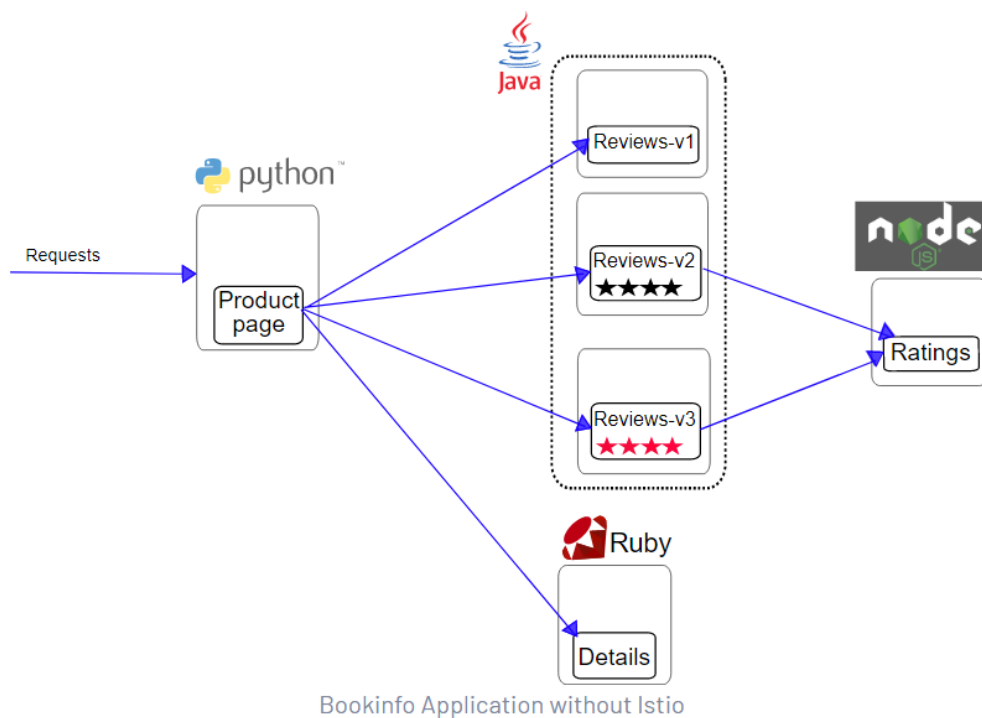 Java
Reviews-v1
python™
Requests
Product
page
Reviews-v2
Reviews-v3
node
JS
Ratings
Ruby
Details
Bookinfo Application without Istio